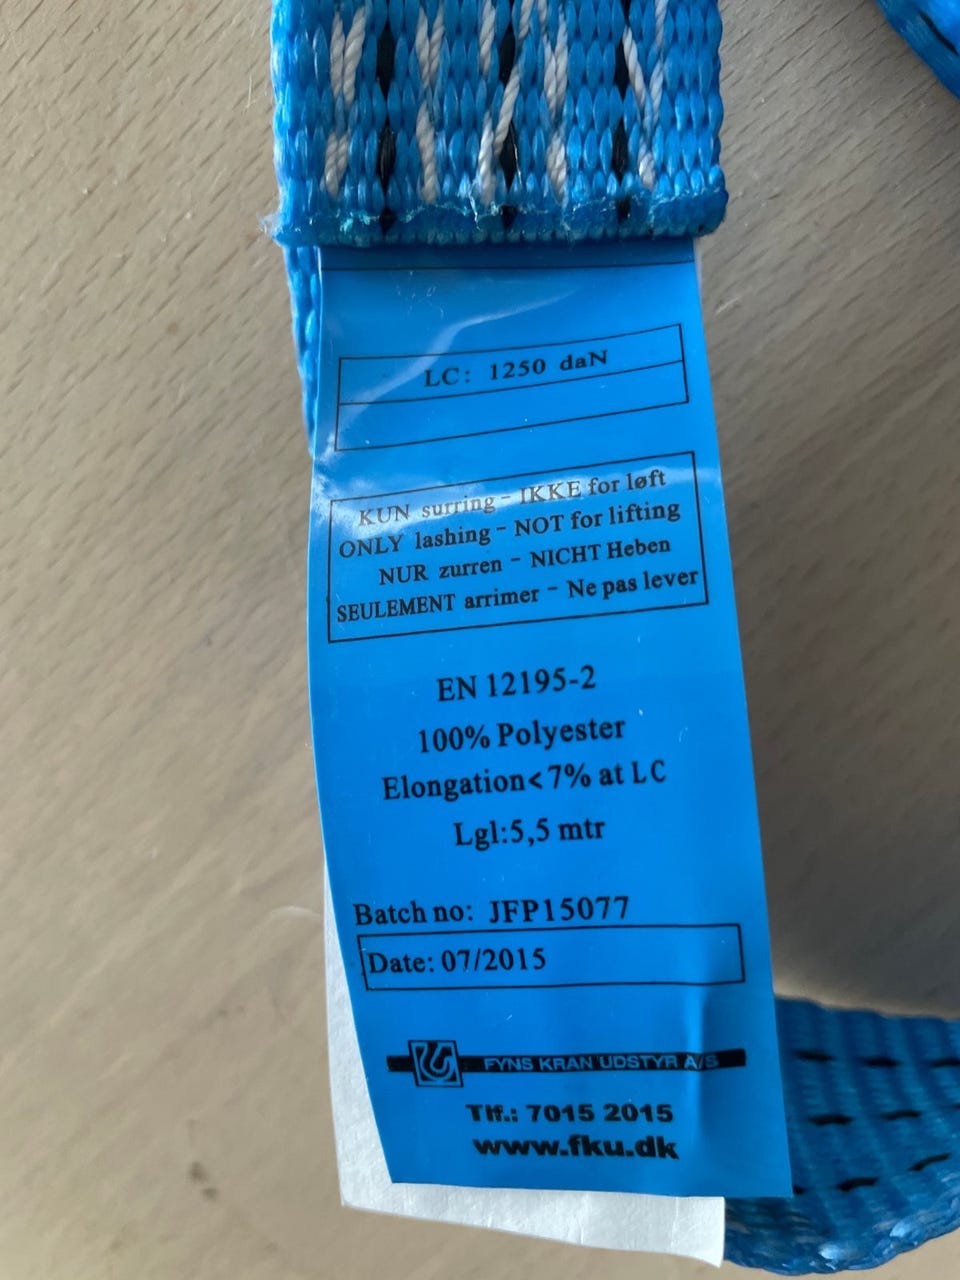 LC: 1250 daN
KUN surring - IKKE for løft
ONLY lashing - NOT for lifting
NUR zurren - NICHT Heben
SEULEMENT arrimer - Ne pas lever
EN 12195-2
100% Polyester
Elongation<7% at LC
Lgl:5,5 mtr
Batch no: JFP15077
Date: 07/2015
FYNS KRAN UDSTYR A/S
Tlf.: 7015 2015
www.fku.dk